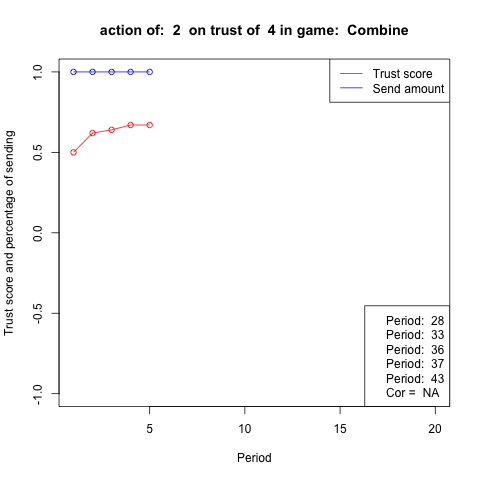 action of:  2  on trust of  4 in game:  Combine
Trust score
Send amount
Trust score and percentage of sending
1.0
0.5
0.0
-0.5
-1.0
Period:  28
Period:  33
Period:  36
Period:  37
Period:  43
Cor =  NA
5 10 15 20
Period